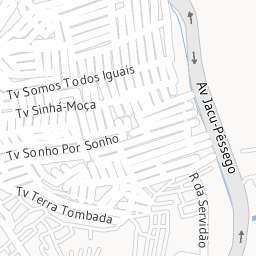 Tv Somos Todos Iguais
Tv Sinhá-Moça
Av Jacu-Pêssego
Tv Sonho Por Sonho
R da Servidão
Tv Terra Tombada